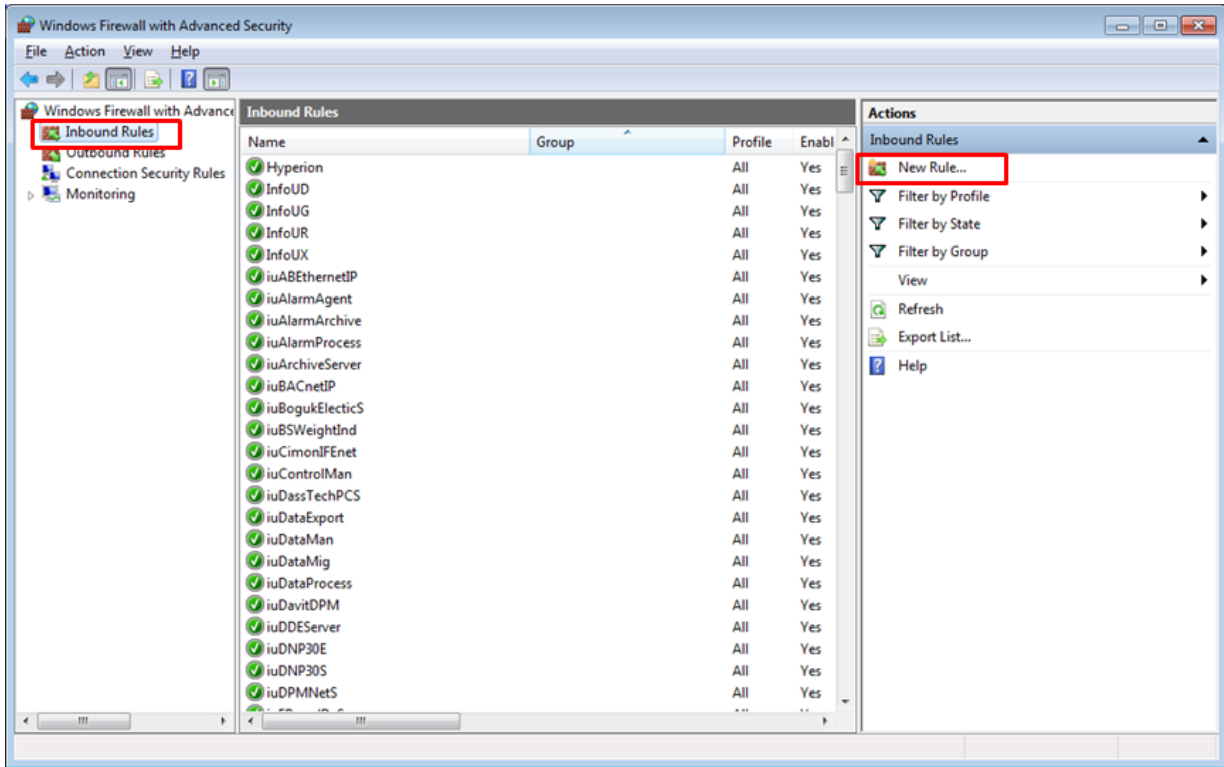 Windows Firewall with Advanced Security
File Action View Help
Windows Firewall with Advance
Inbound Rules
Outbound Rules
Connection Security Rules
Monitoring
Inbound Rules
Name Group Profile Enabl
Hyperion All Yes
InfoUD All Yes
InfoUG All Yes
InfoUR All Yes
InfoUX All Yes
iuABEthernetIP All Yes
iuAlarmAgent All Yes
iuAlarmArchive All Yes
iuAlarmProcess All Yes
iuArchiveServer All Yes
iuBACnetIP All Yes
iuBogukElecticS All Yes
iuBSWeightInd All Yes
iuCimonIFEnet All Yes
iuControlMan All Yes
iuDassTechPCS All Yes
iuDataExport All Yes
iuDataMan All Yes
iuDataMig All Yes
iuDataProcess All Yes
iuDavitDPM All Yes
iuDDEServer All Yes
iuDNP30E All Yes
iuDNP30S All Yes
iuDPMNetS All Yes
Actions
Inbound Rules
New Rule...
Filter by Profile
Filter by State
Filter by Group
View
Refresh
Export List...
Help